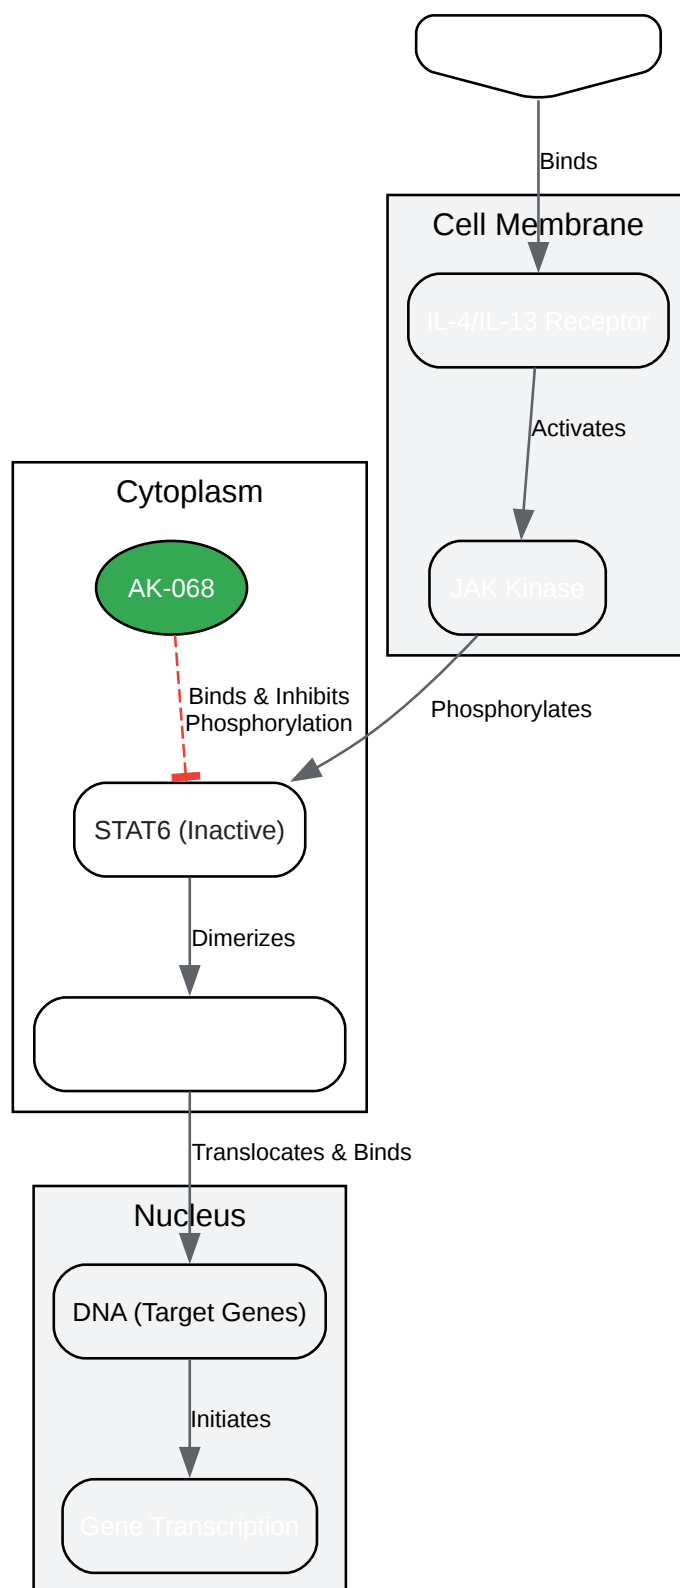 Binds
Cell Membrane
IL-4/IL-13 Receptor
Activates
Cytoplasm
AK-068
JAK Kinase
Binds & Inhibits
Phosphorylation
Phosphorylates
STAT6 (Inactive)
Dimerizes
Translocates & Binds
Nucleus
DNA (Target Genes)
Initiates
Gene Transcription